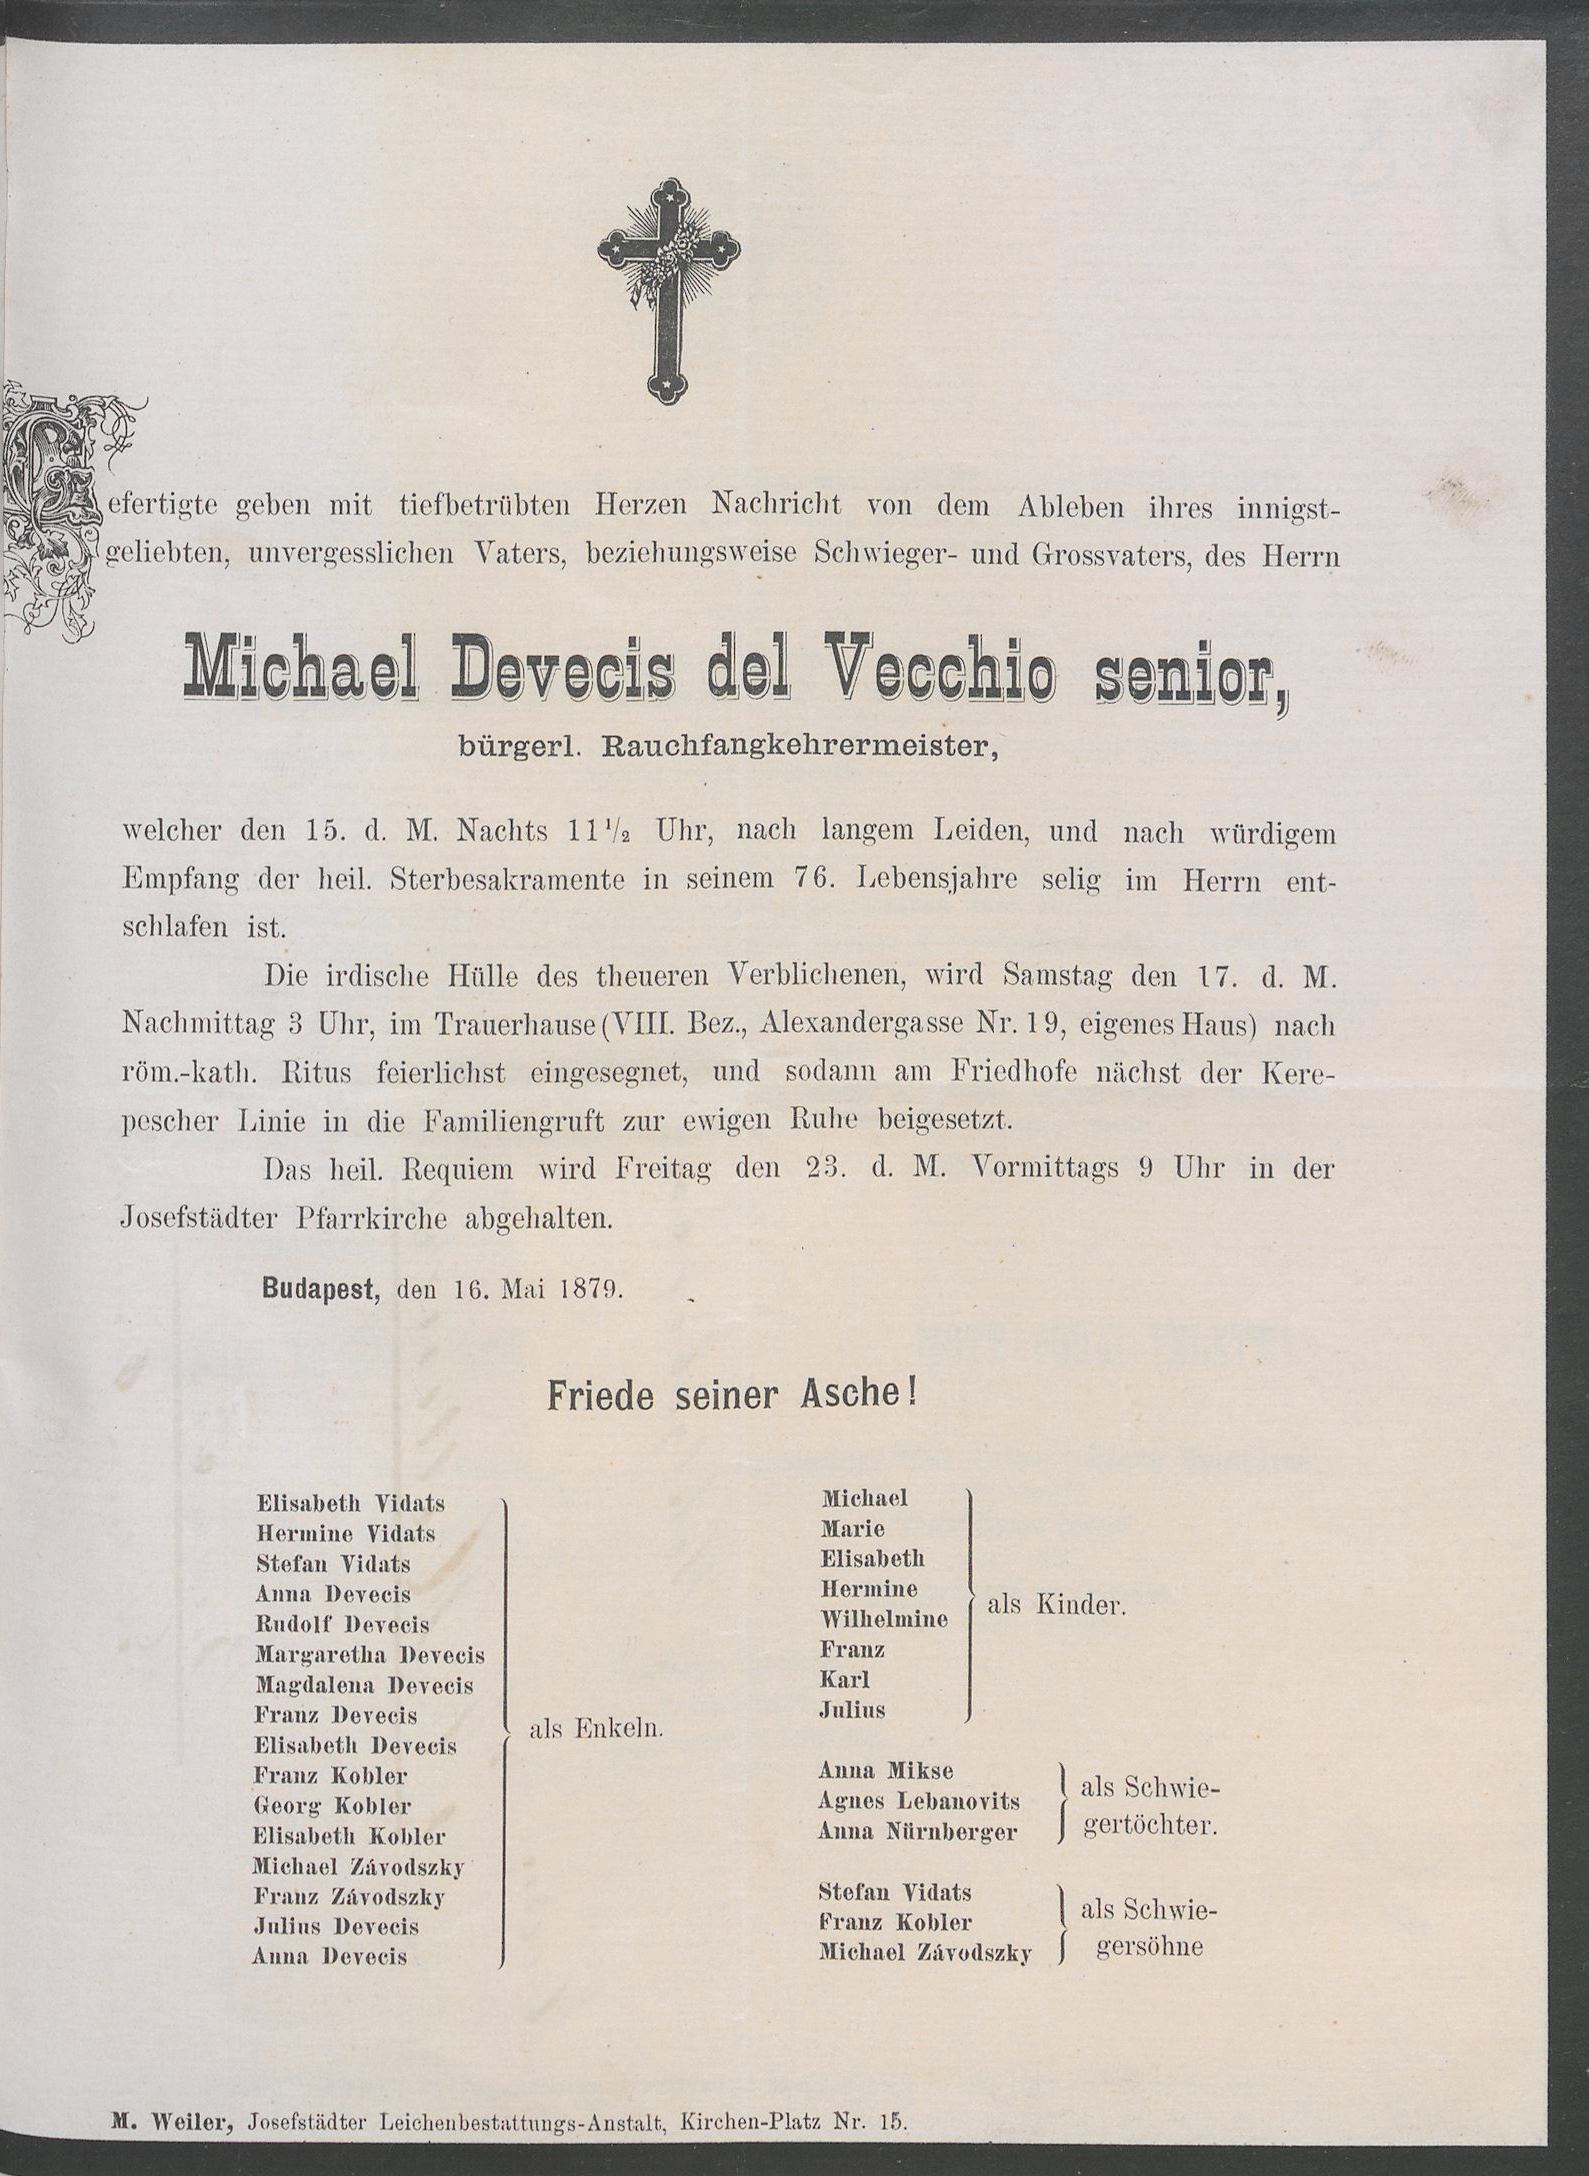 Gefertigte geben mit tiefbetrübten Herzen Nachricht von dem Ableben ihres innigst-
geliebten, unvergesslichen Vaters, beziehungsweise Schwieger- und Grossvaters, des Herrn
Michael Devecis del Vecchio senior,
bürgerl. Rauchfangkehrermeister,
welcher den 15. d. M. Nachts 11 1/2 Uhr, nach langem Leiden, und nach würdigem
Empfang der heil. Sterbesakramente in seinem 76. Lebensjahre selig im Herrn ent-
schlafen ist.
Die irdische Hülle des theueren Verblichenen, wird Samstag den 17. d. M.
Nachmittag 3 Uhr, im Trauerhause (VIII. Bez., Alexandergasse Nr. 19, eigenes Haus) nach
röm.-kath. Ritus feierlichst eingesegnet, und sodann am Friedhofe nächst der Kere-
pescher Linie in die Familiengruft zur ewigen Ruhe beigesetzt.
Das heil. Requiem wird Freitag den 23. d. M. Vormittags 9 Uhr in der
Josefstädter Pfarrkirche abgehalten.
Budapest, den 16. Mai 1879.
Friede seiner Asche!
Elisabeth Vidats
Hermine Vidats
Stefan Vidats
Anna Devecis
Rudolf Devecis
Margaretha Devecis
Magdalena Devecis
Franz Devecis
Elisabeth Devecis
Franz Kobler
Georg Kobler
Elisabeth Kobler
Michael Závodszky
Franz Závodszky
Julius Devecis
Anna Devecis
als Enkeln.
Michael
Marie
Elisabeth
Hermine
Wilhelmine
Franz
Karl
Julius
als Kinder.
Anna Mikse
Agnes Lebanovits
Anna Nürnberger
als Schwie-
gertöchter.
Stefan Vidats
Franz Kobler
Michael Závodszky
als Schwie-
gersöhne
M. Weiler, Josefstädter Leichenbestattungs-Anstalt, Kirchen-Platz Nr. 15.